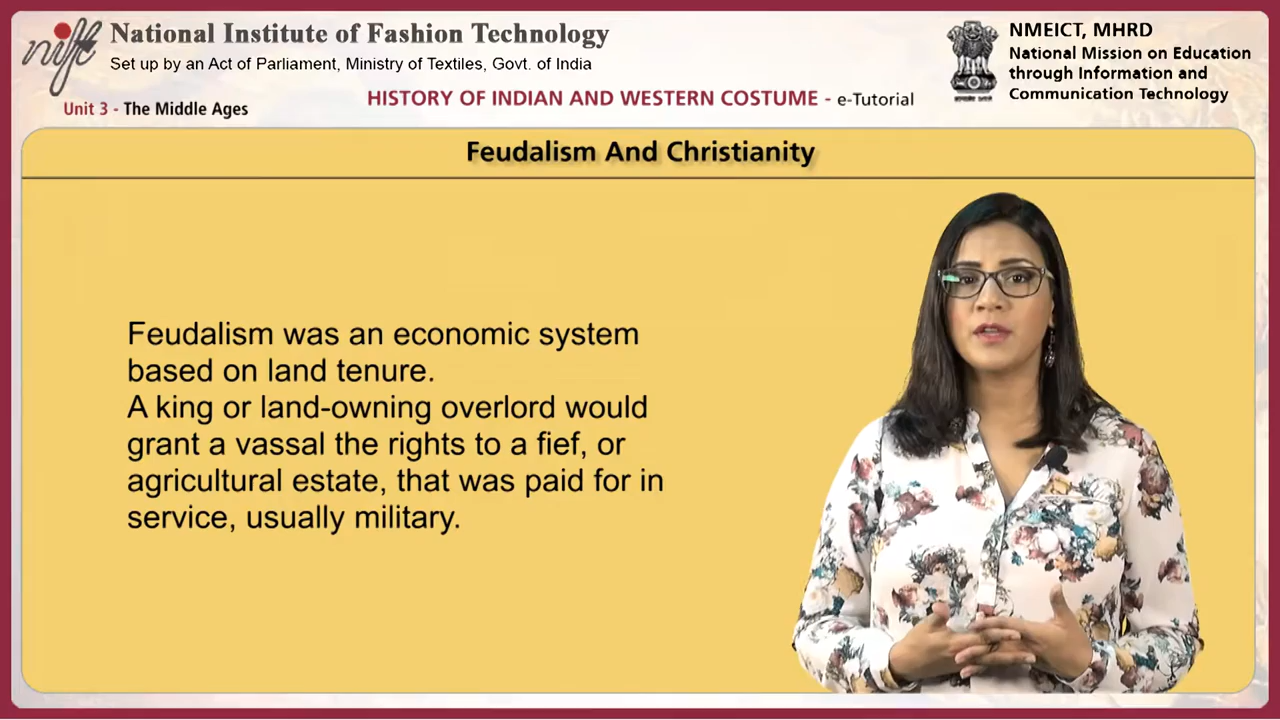 nift
National Institute of Fashion Technology
Set up by an Act of Parliament, Ministry of Textiles, Govt. of India
NMEICT, MHRD
National Mission on Education
through Information and
Communication Technology
Unit 3 - The Middle Ages
HISTORY OF INDIAN AND WESTERN COSTUME - e-Tutorial
Feudalism And Christianity
Feudalism was an economic system
based on land tenure.
A king or land-owning overlord would
grant a vassal the rights to a fief, or
agricultural estate, that was paid for in
service, usually military.